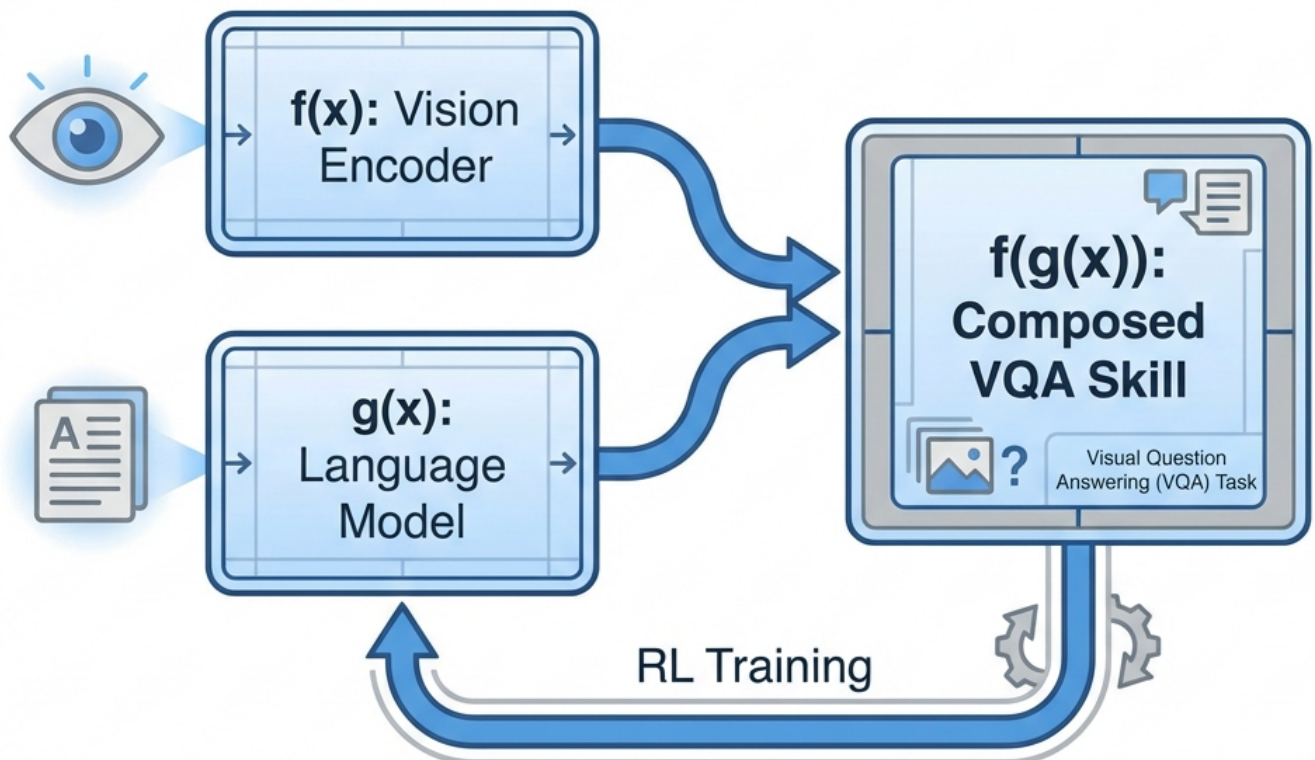 f(x): Vision
Encoder
A
g(x):
Language
Model
f(g(x)):
Composed
VQA Skill
?
Visual Question
Answering (VQA) Task
RL Training